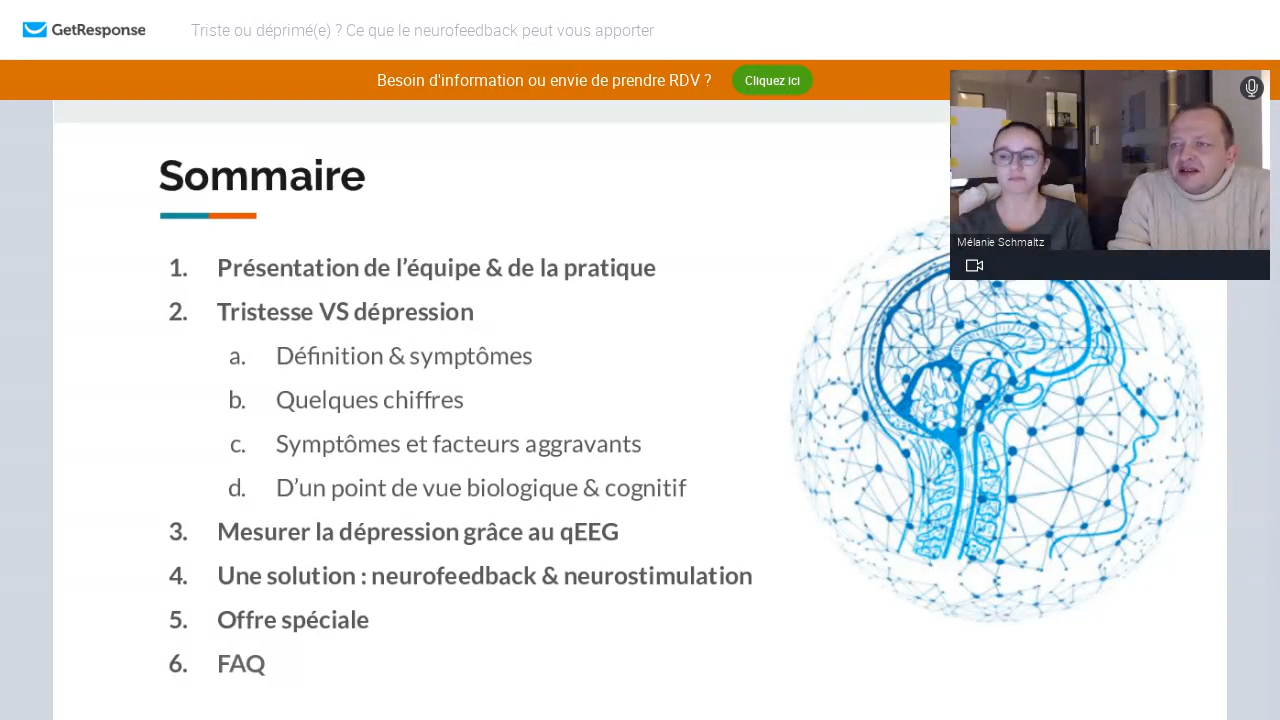 GetResponse
Triste ou déprimé(e) ? Ce que le neurofeedback peut vous apporter
Besoin d'information ou envie de prendre RDV ?
Cliquez ici
Mélanie Schmaltz
Sommaire
1. Présentation de l’équipe & de la pratique
2. Tristesse VS dépression
a. Définition & symptômes
b. Quelques chiffres
c. Symptômes et facteurs aggravants
d. D’un point de vue biologique & cognitif
3. Mesurer la dépression grâce au qEEG
4. Une solution : neurofeedback & neurostimulation
5. Offre spéciale
6. FAQ